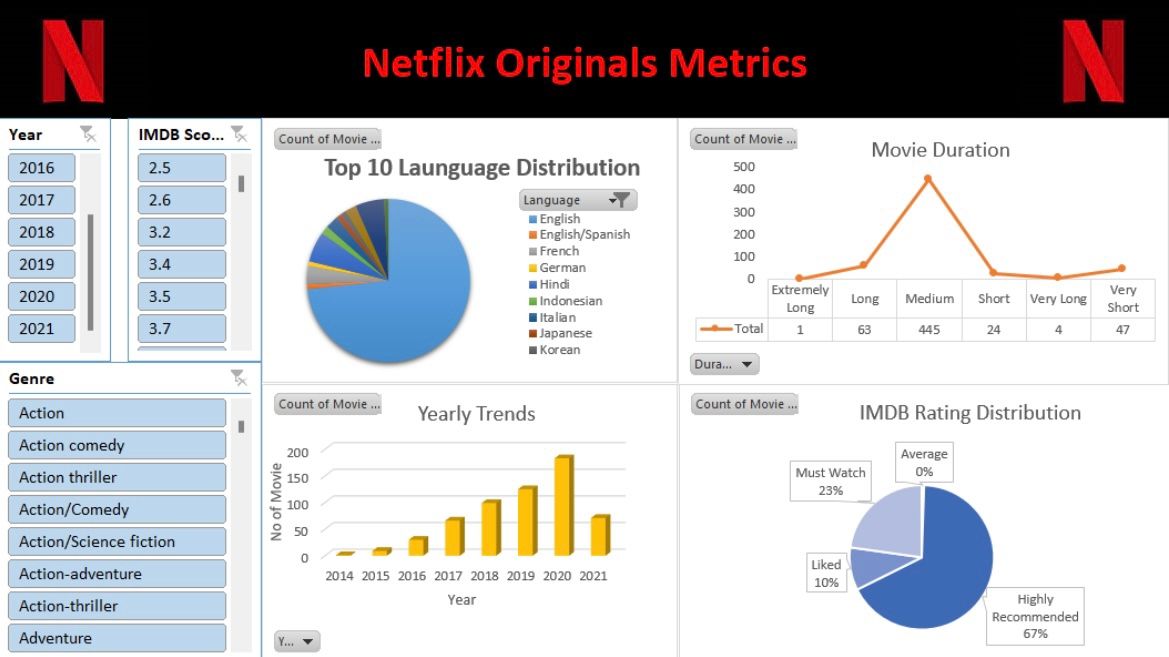 N
Netflix Originals Metrics
N
Year
2016
2017
2018
2019
2020
2021
IMDB Sco...
2.5
2.6
3.2
3.4
3.5
3.7
Genre
Action
Action comedy
Action thriller
Action/Comedy
Action/Science fiction
Action-adventure
Action-thriller
Adventure
Count of Movie ...
Top 10 Launguage Distribution
Language
English
English/Spanish
French
German
Hindi
Indonesian
Italian
Japanese
Korean
Count of Movie ...
Movie Duration
500
400
300
200
100
0
Extremely
Long
Long
Medium
Short
Very Long
Very
Short
Total
1
63
445
24
4
47
Dura...
Count of Movie ...
Yearly Trends
No of Movie
200
150
100
50
0
2014 2015 2016 2017 2018 2019 2020 2021
Year
Y...
Count of Movie ...
IMDB Rating Distribution
Average
0%
Must Watch
23%
Liked
10%
Highly
Recommended
67%